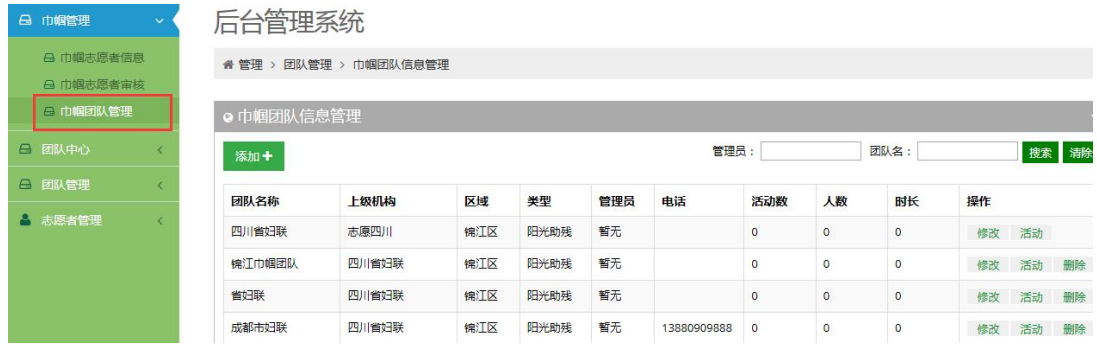 巾帼管理
巾帼志愿者信息
巾帼志愿者审核
巾帼团队管理
团队中心
团队管理
志愿者管理
后台管理系统
管理 > 团队管理 > 巾帼团队信息管理
巾帼团队信息管理
添加+ 管理员： 团队名： 搜索 清除
团队名称 上级机构 区域 类型 管理员 电话 活动数 人数 时长 操作
四川省妇联 志愿四川 锦江区 阳光助残 暂无 0 0 0 修改 活动
锦江巾帼团队 四川省妇联 锦江区 阳光助残 暂无 0 0 0 修改 活动 删除
省妇联 四川省妇联 锦江区 阳光助残 暂无 0 0 0 修改 活动 删除
成都市妇联 四川省妇联 锦江区 阳光助残 暂无 13880909888 0 0 0 修改 活动 删除